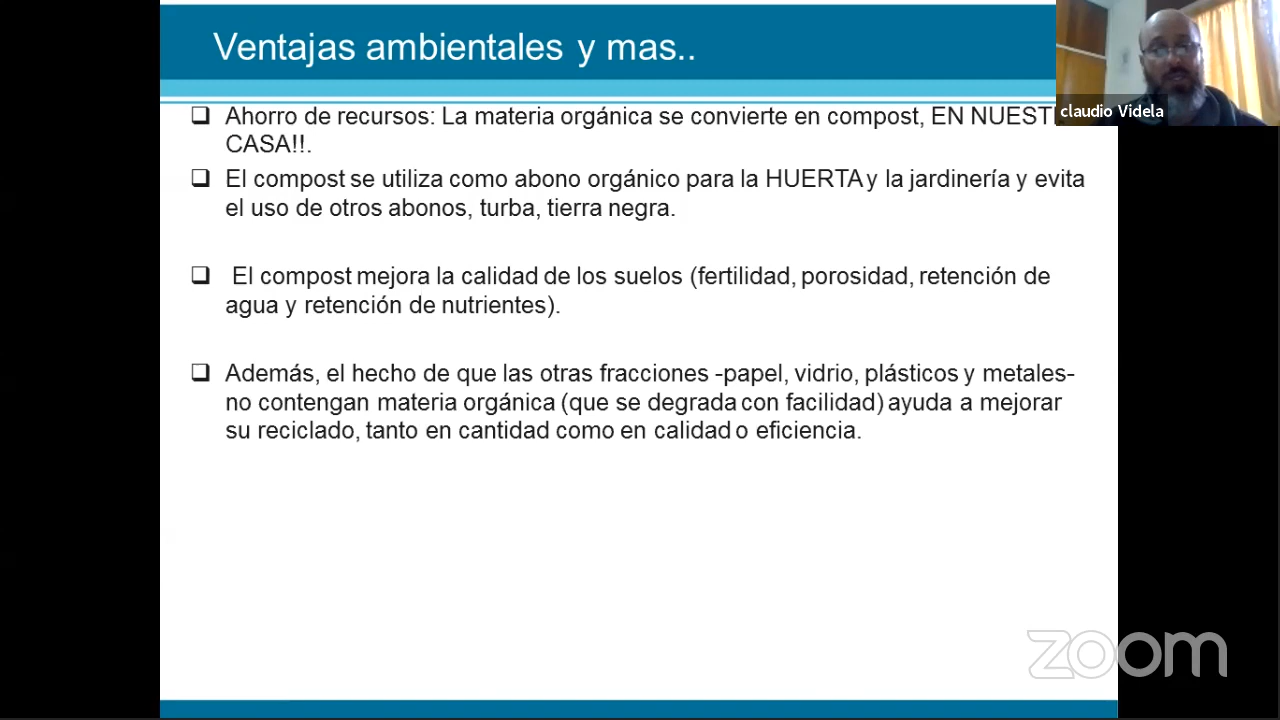 Ventajas ambientales y mas..
claudio Videla
Ahorro de recursos: La materia orgánica se convierte en compost, EN
CASA!!.
El compost se utiliza como abono orgánico para la HUERTA y la jardinería y evita
el uso de otros abonos, turba, tierra negra.
El compost mejora la calidad de los suelos (fertilidad, porosidad, retención de
agua y retención de nutrientes).
Además, el hecho de que las otras fracciones -papel, vidrio, plásticos y metales-
no contengan materia orgánica (que se degrada con facilidad) ayuda a mejorar
su reciclado, tanto en cantidad como en calidad o eficiencia.
zoom